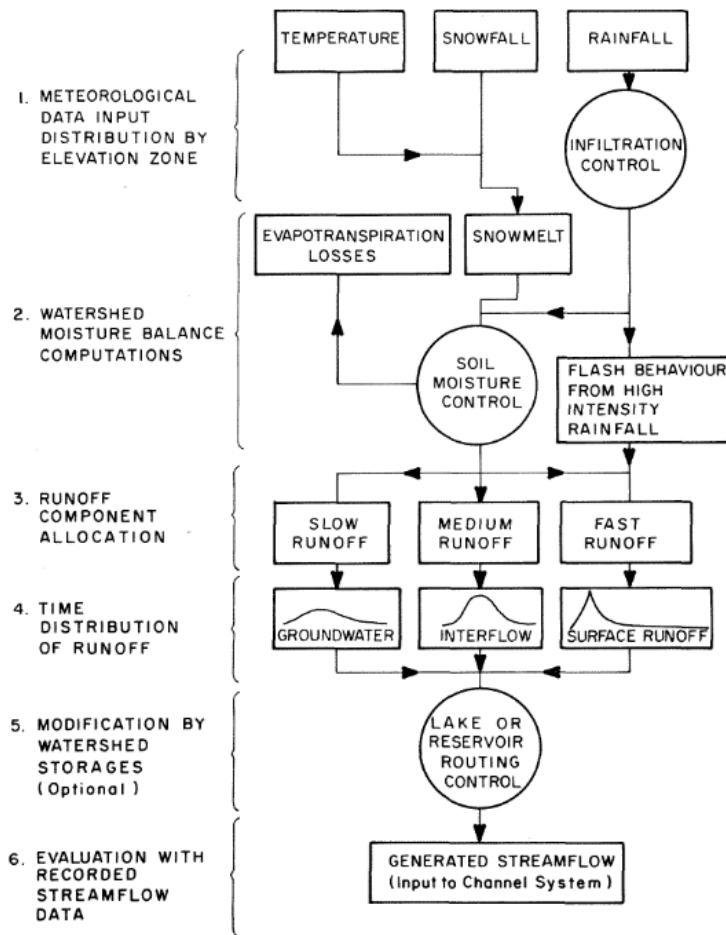 TEMPERATURE
SNOWFALL
RAINFALL
1. METEOROLOGICAL
DATA INPUT
DISTRIBUTION BY
ELEVATION ZONE
INFILTRATION
CONTROL
EVAPOTRANSPIRATION
LOSSES
SNOWMELT
2. WATERSHED
MOISTURE BALANCE
COMPUTATIONS
SOIL
MOISTURE
CONTROL
FLASH BEHAVIOUR
FROM HIGH
INTENSITY
RAINFALL
3. RUNOFF
COMPONENT
ALLOCATION
SLOW
RUNOFF
MEDIUM
RUNOFF
FAST
RUNOFF
4. TIME
DISTRIBUTION
OF RUNOFF
GROUNDWATER
INTERFLOW
SURFACE RUNOFF
5. MODIFICATION BY
WATERSHED
STORAGES
(Optional)
LAKE OR
RESERVOIR
ROUTING
CONTROL
6. EVALUATION WITH
RECORDED
STREAMFLOW
DATA
GENERATED STREAMFLOW
(Input to Channel System)